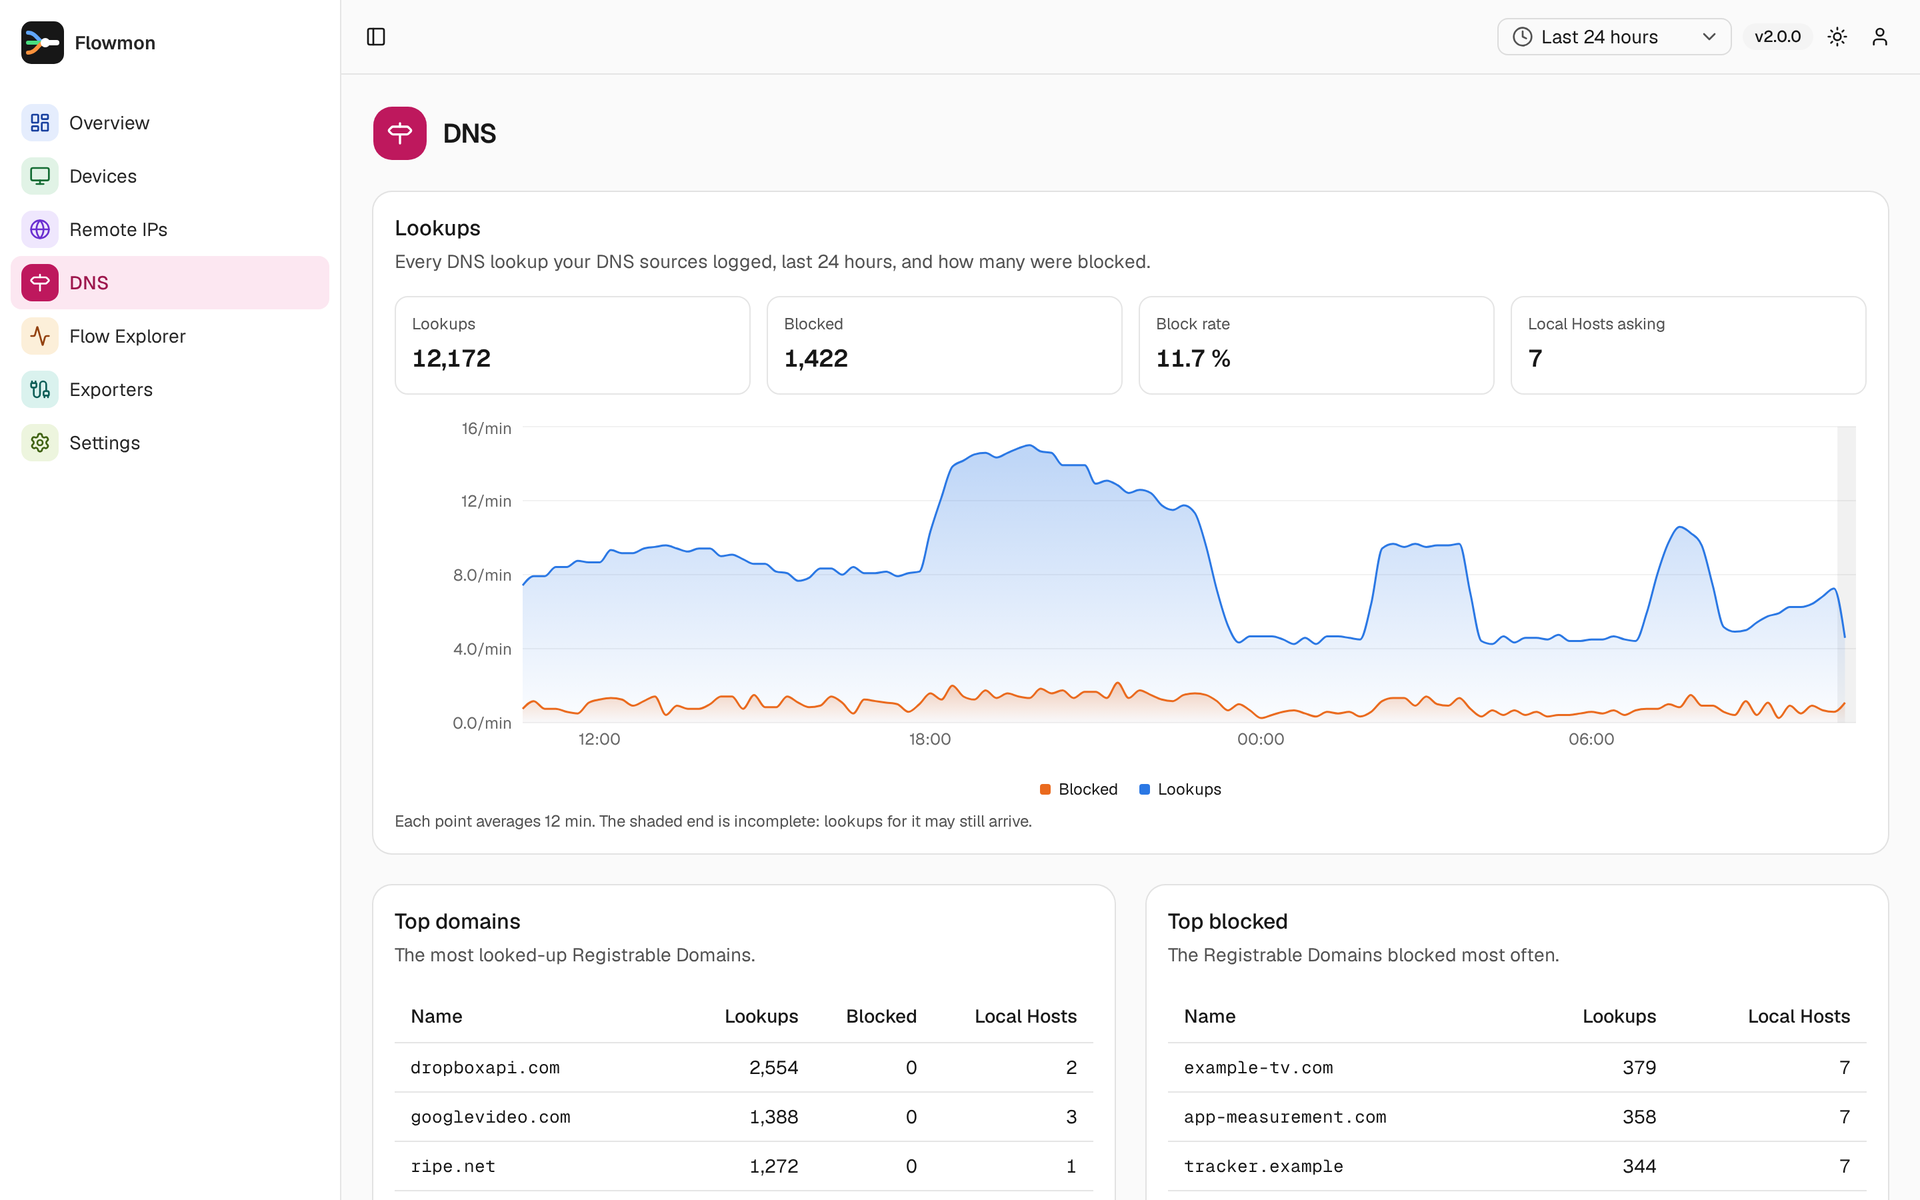 Flowmon
Last 24 hours
v2.0.0
Overview
Devices
Remote IPs
DNS
Flow Explorer
Exporters
Settings
DNS
Lookups
Every DNS lookup your DNS sources logged, last 24 hours, and how many were blocked.
Lookups
12,172
Blocked
1,422
Block rate
11.7 %
Local Hosts asking
7
16/min
12/min
8.0/min
4.0/min
0.0/min
12:00 18:00 00:00 06:00
Blocked Lookups
Each point averages 12 min. The shaded end is incomplete: lookups for it may still arrive.
Top domains
The most looked-up Registrable Domains.
Name Lookups Blocked Local Hosts
dropboxapi.com 2,554 0 2
googlevideo.com 1,388 0 3
ripe.net 1,272 0 1
Top blocked
The Registrable Domains blocked most often.
Name Lookups Local Hosts
example-tv.com 379 7
app-measurement.com 358 7
tracker.example 344 7